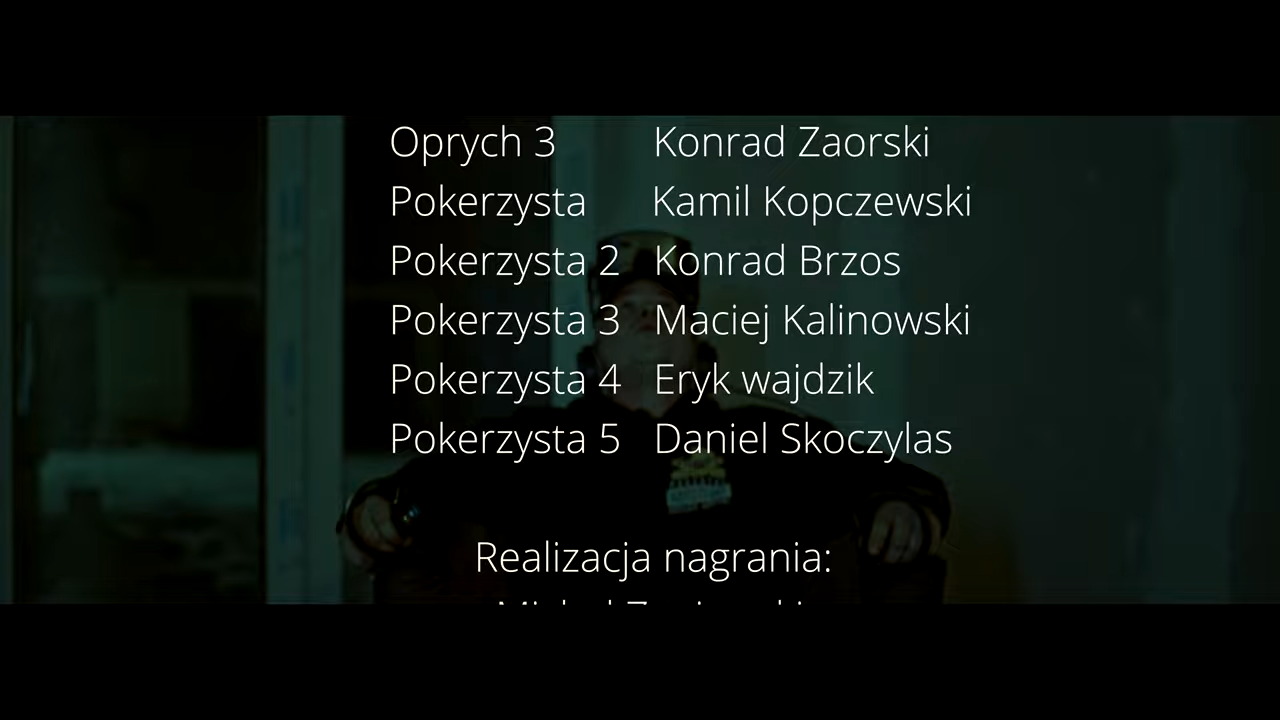 Oprych 3 Konrad Zaorski
Pokerzysta Kamil Kopczewski
Pokerzysta 2 Konrad Brzos
Pokerzysta 3 Maciej Kalinowski
Pokerzysta 4 Eryk wajdzik
Pokerzysta 5 Daniel Skoczylas
Realizacja nagrania: